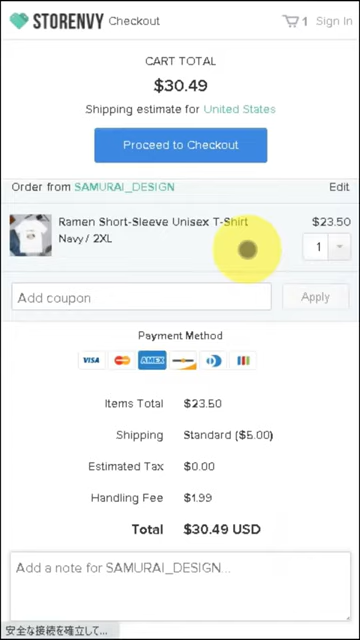 STORENVY Checkout 1 Sign In
CART TOTAL
$30.49
Shipping estimate for United States
Proceed to Checkout
Order from SAMURAI_DESIGN Edit
Ramen Short-Sleeve Unisex T-Shirt $23.50
Navy / 2XL 1
Add coupon Apply
Payment Method
VISA AMEX
Items Total $23.50
Shipping Standard ($5.00)
Estimated Tax $0.00
Handling Fee $1.99
Total $30.49 USD
Add a note for SAMURAI_DESIGN...
安全な接続を確立して...